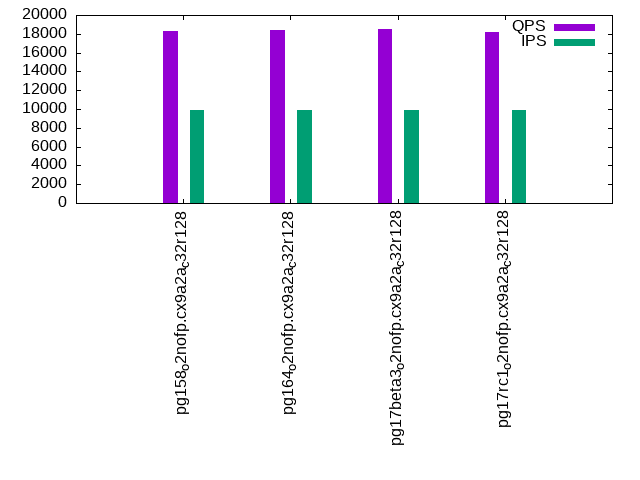 20000
18000
16000
14000
12000
10000
8000
6000
4000
2000
0
QPS
IPS
pg158o2nofp.cx9a2ac32r128
pg164o2nofp.cx9a2ac32r128
pg17beta3o2nofp.cx9a2ac32r128
pg17rc1o2nofp.cx9a2ac32r128